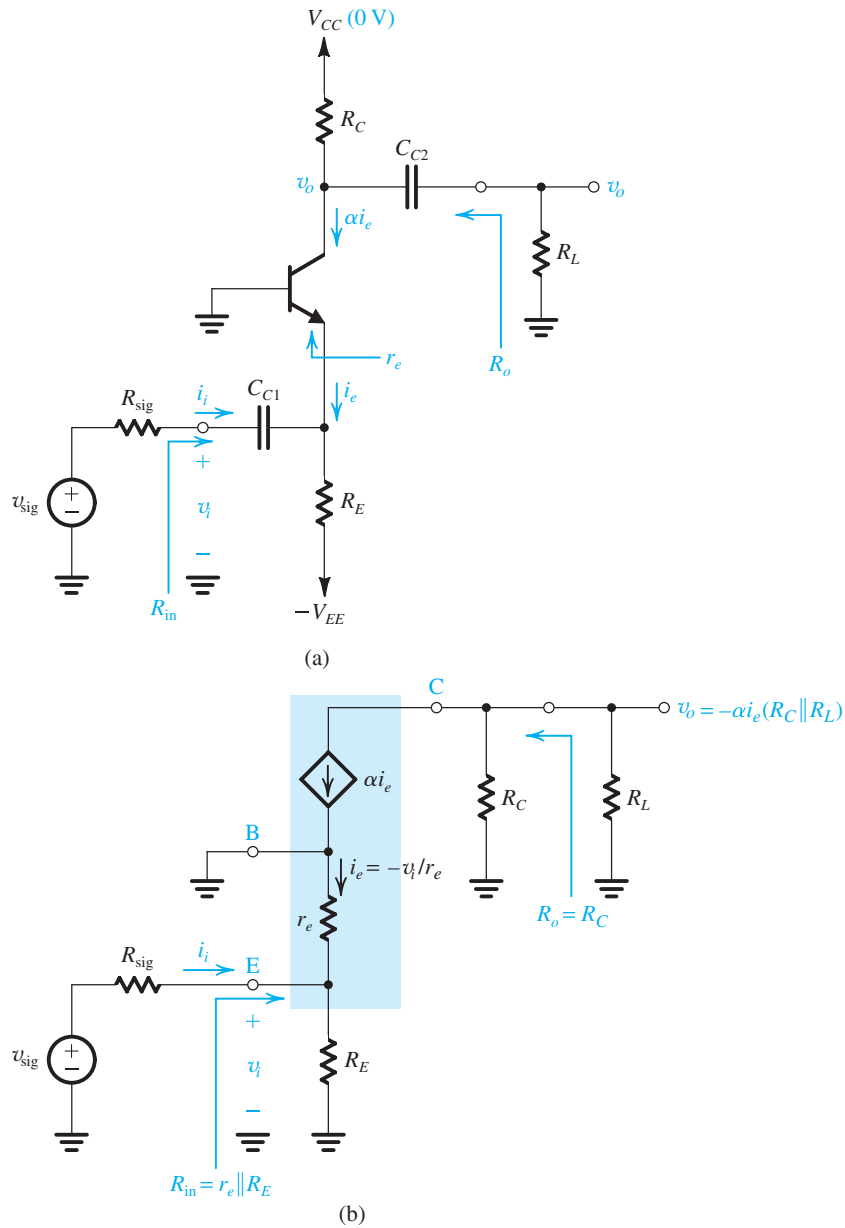 V_CC (0 V)
R_C
C_C2
v_o
v_o
αi_e
R_L
r_e
R_o
R_sig
i_i
C_C1
i_e
+
v_sig
+
−
v_i
R_E
−
R_in
−V_EE
(a)
C
v_o = −αi_e(R_C∥R_L)
αi_e
R_C
R_L
B
i_e = −v_i/r_e
R_o = R_C
r_e
R_sig
i_i
E
+
v_sig
+
−
v_i
R_E
−
R_in = r_e∥R_E
(b)